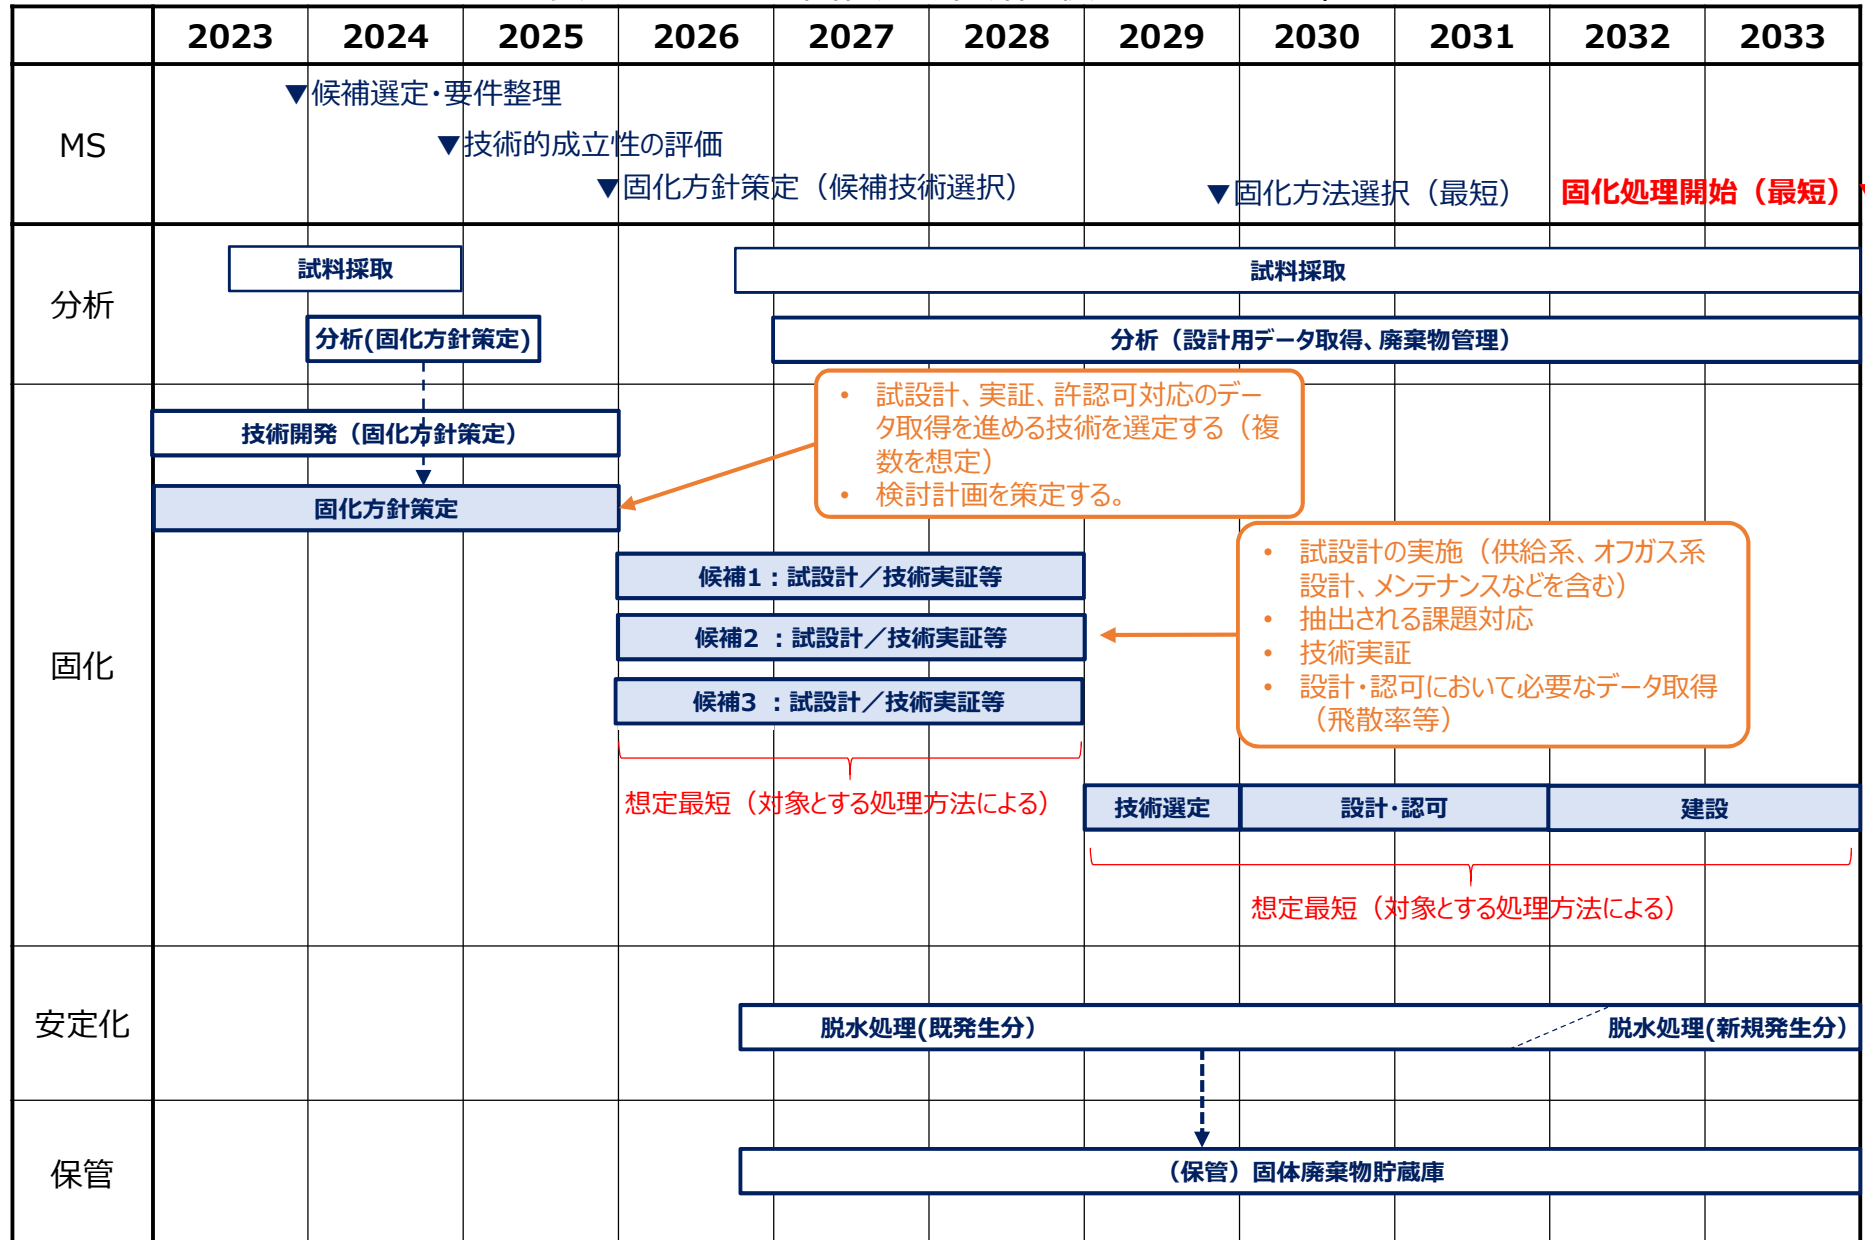 2023 2024 2025 2026 2027 2028 2029 2030 2031 2032 2033
MS
▼候補選定・要件整理
▼技術的成立性の評価
▼固化方針策定（候補技術選択）
▼固化方法選択（最短）
固化処理開始（最短）▼
分析
試料採取
試料採取
分析(固化方針策定)
分析（設計用データ取得、廃棄物管理）
固化
技術開発（固化方針策定）
固化方針策定
• 試設計、実証、許認可対応のデー
タ取得を進める技術を選定する（複
数を想定）
• 検討計画を策定する。
候補1：試設計／技術実証等
候補2 ：試設計／技術実証等
候補3 ：試設計／技術実証等
• 試設計の実施（供給系、オフガス系
設計、メンテナンスなどを含む）
• 抽出される課題対応
• 技術実証
• 設計・認可において必要なデータ取得
（飛散率等）
想定最短（対象とする処理方法による）
技術選定
設計・認可
建設
想定最短（対象とする処理方法による）
安定化
脱水処理(既発生分）
脱水処理(新規発生分）
保管
（保管）固体廃棄物貯蔵庫